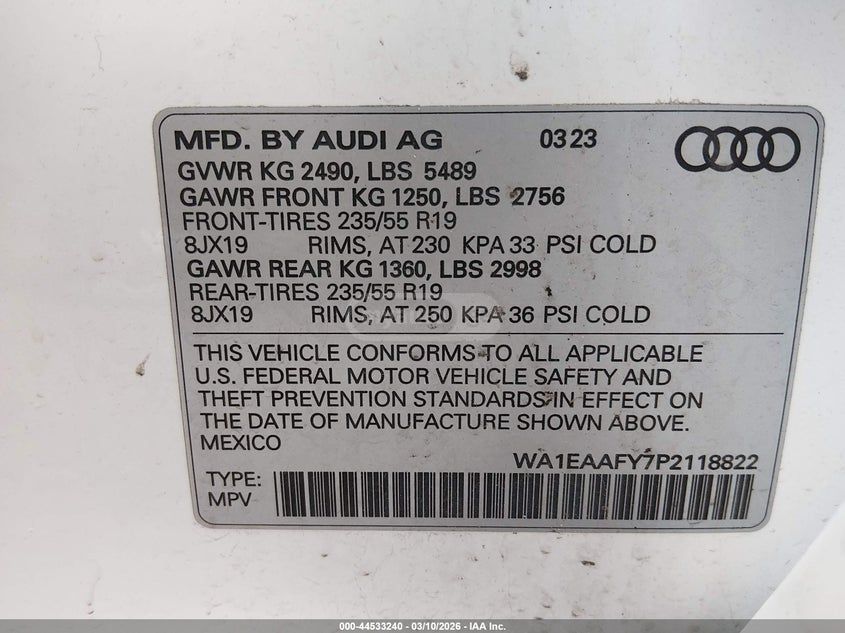 MFD. BY AUDI AG 03 23
GVWR KG 2490, LBS 5489
GAWR FRONT KG 1250, LBS 2756
FRONT-TIRES 235/55 R19
8JX19 RIMS, AT 230 KPA 33 PSI COLD
GAWR REAR KG 1360, LBS 2998
REAR-TIRES 235/55 R19
8JX19 RIMS, AT 250 KPA 36 PSI COLD
THIS VEHICLE CONFORMS TO ALL APPLICABLE
U.S. FEDERAL MOTOR VEHICLE SAFETY AND
THEFT PREVENTION STANDARDS IN EFFECT ON
THE DATE OF MANUFACTURE SHOWN ABOVE.
MEXICO
WA1EAAFY7P2118822
TYPE:
MPV
000-44533240 - 03/10/2026 - IAA Inc.